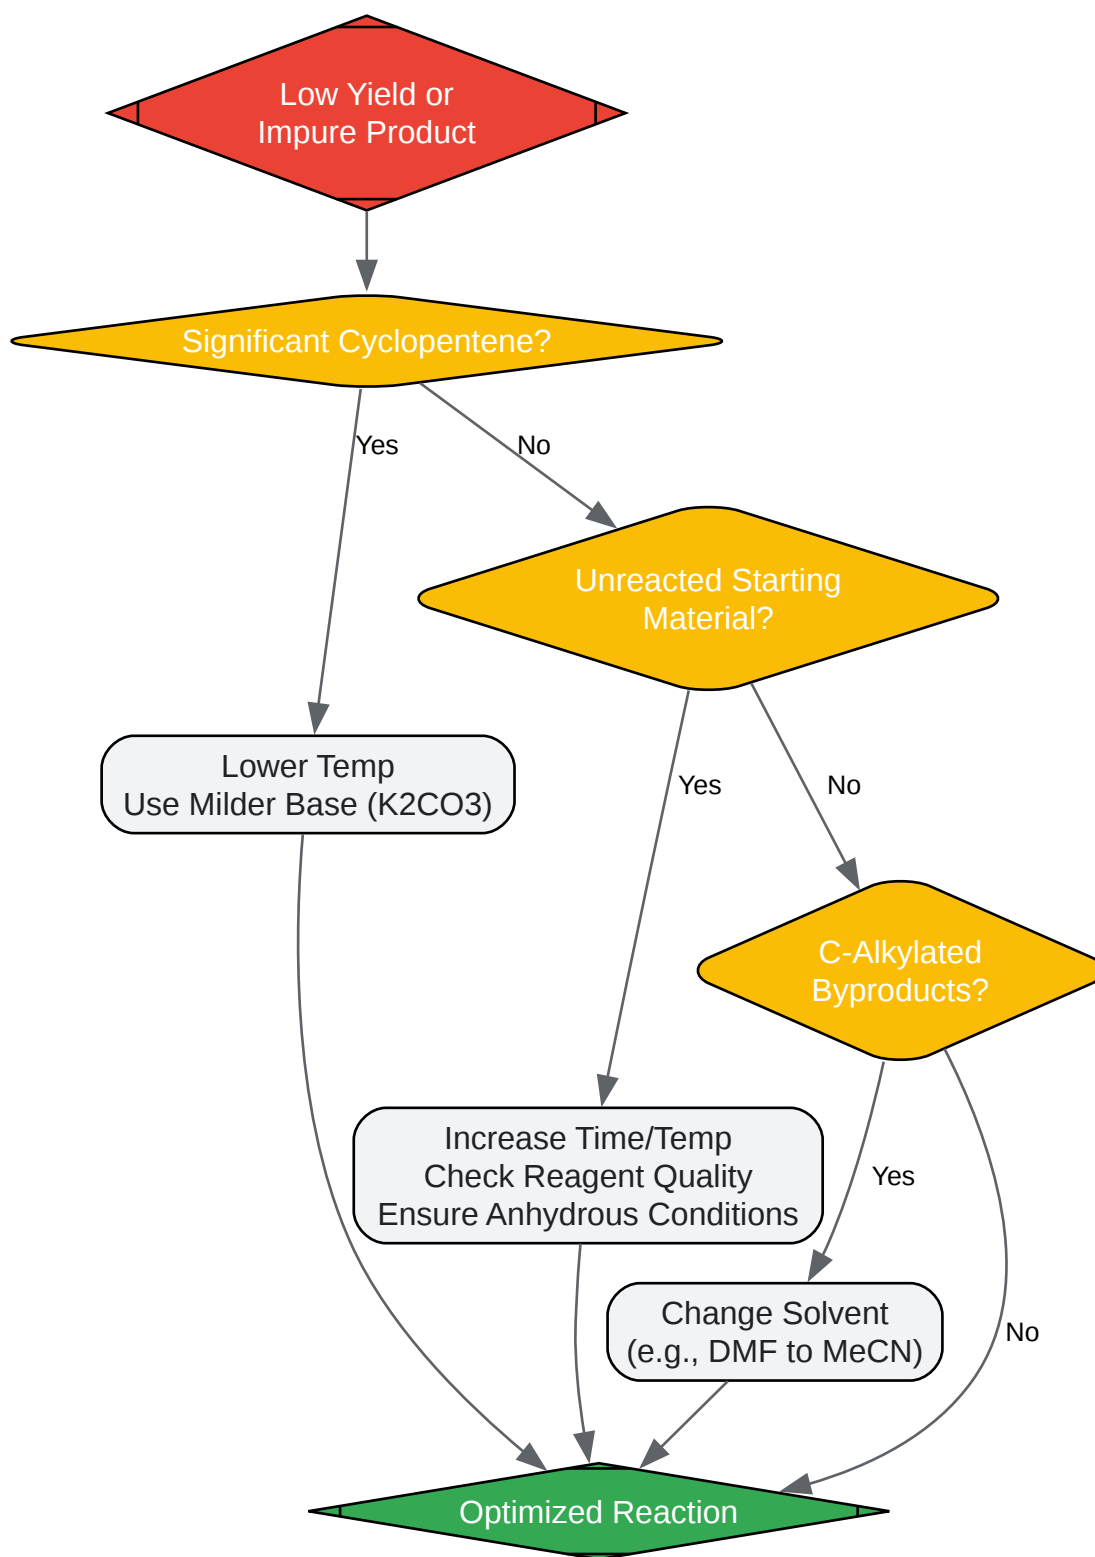 Low Yield or
Impure Product
Significant Cyclopentene?
Yes
No
Unreacted Starting
Material?
Lower Temp
Use Milder Base (K2CO3)
Yes
No
C-Alkylated
Byproducts?
Increase Time/Temp
Check Reagent Quality
Ensure Anhydrous Conditions
Yes
Change Solvent
(e.g., DMF to MeCN)
No
Optimized Reaction